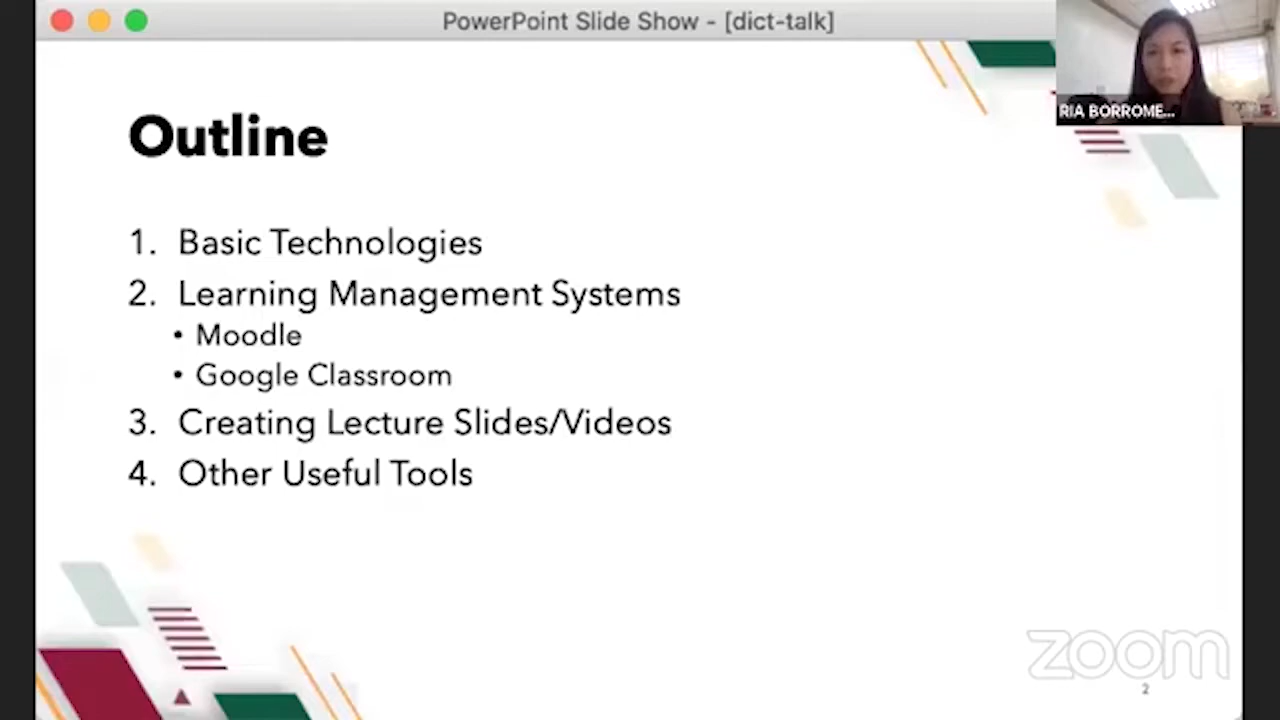 PowerPoint Slide Show - [dict-talk]
RIA BORROME...
Outline
1. Basic Technologies
2. Learning Management Systems
• Moodle
• Google Classroom
3. Creating Lecture Slides/Videos
4. Other Useful Tools
zoom
2